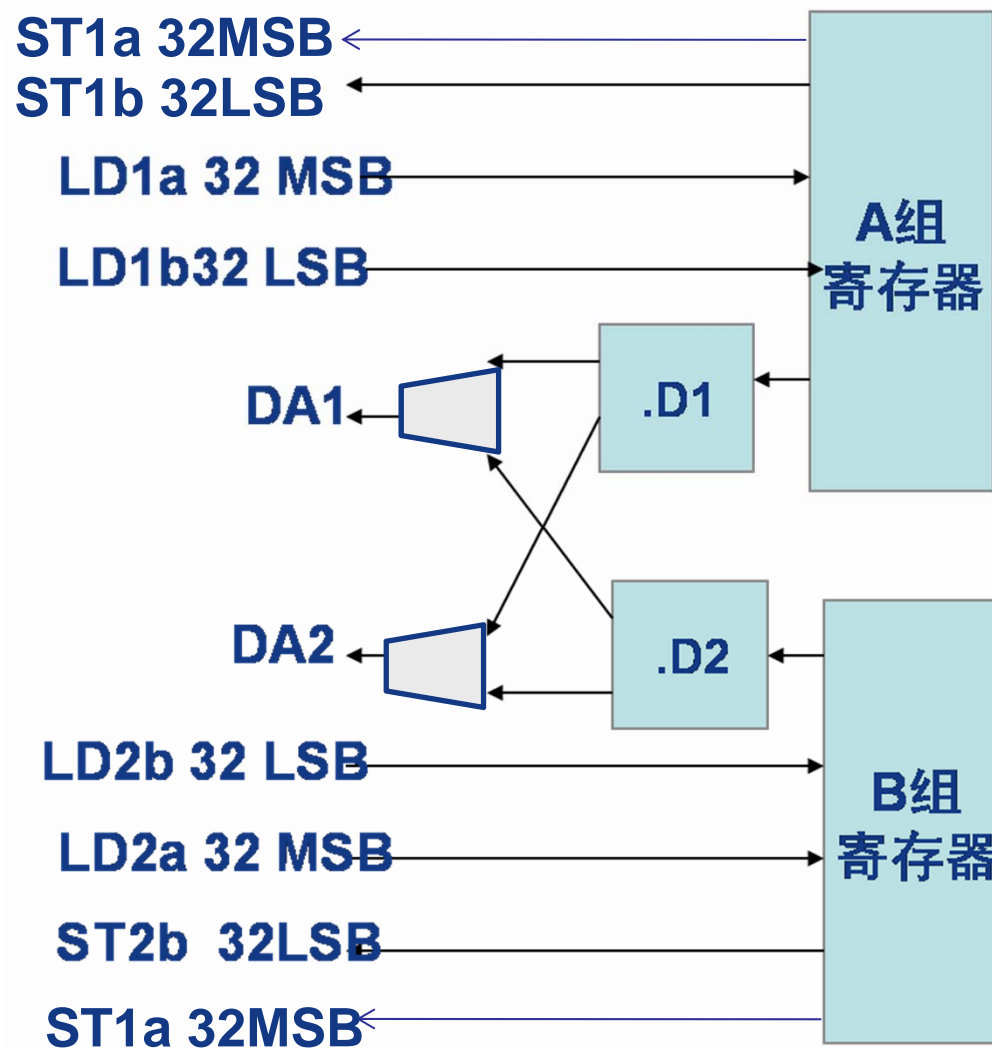 ST1a 32MSB
ST1b 32LSB
LD1a 32 MSB
LD1b32 LSB
A组
寄存器
DA1
.D1
DA2
.D2
LD2b 32 LSB
B组
寄存器
LD2a 32 MSB
ST2b 32LSB
ST1a 32MSB